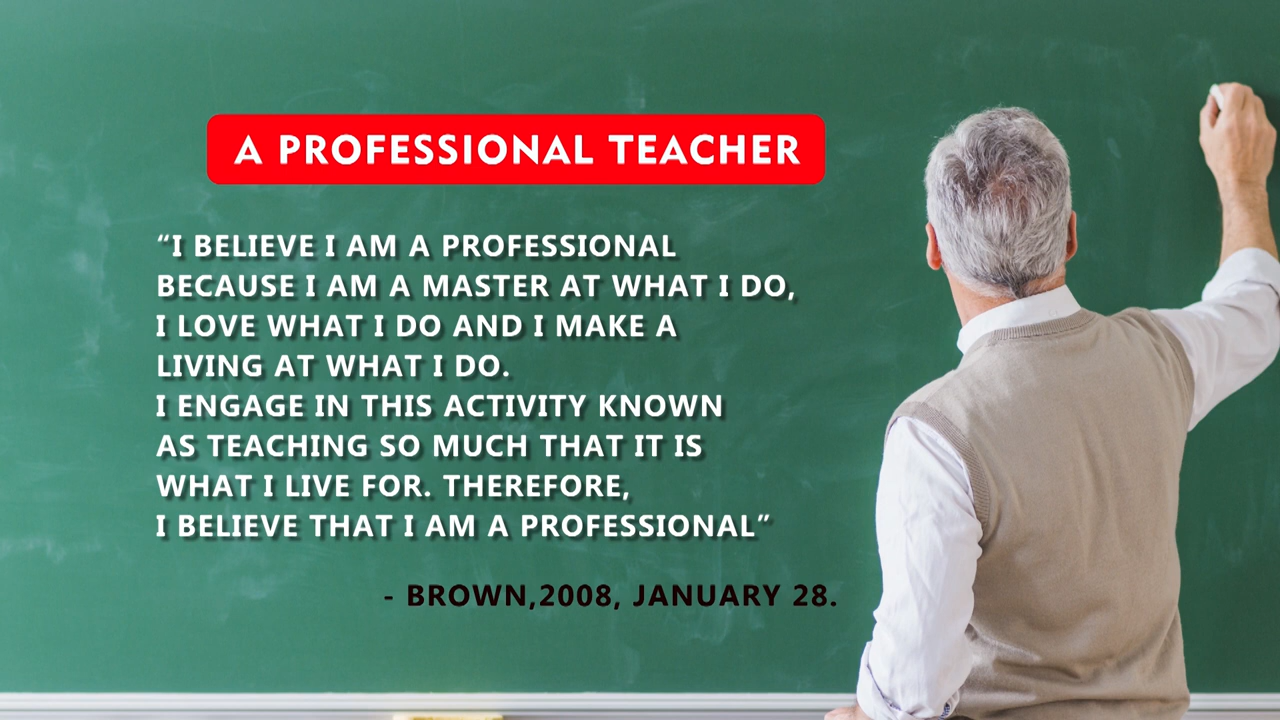 A PROFESSIONAL TEACHER
“I BELIEVE I AM A PROFESSIONAL
BECAUSE I AM A MASTER AT WHAT I DO,
I LOVE WHAT I DO AND I MAKE A
LIVING AT WHAT I DO.
I ENGAGE IN THIS ACTIVITY KNOWN
AS TEACHING SO MUCH THAT IT IS
WHAT I LIVE FOR. THEREFORE,
I BELIEVE THAT I AM A PROFESSIONAL”
- BROWN,2008, JANUARY 28.